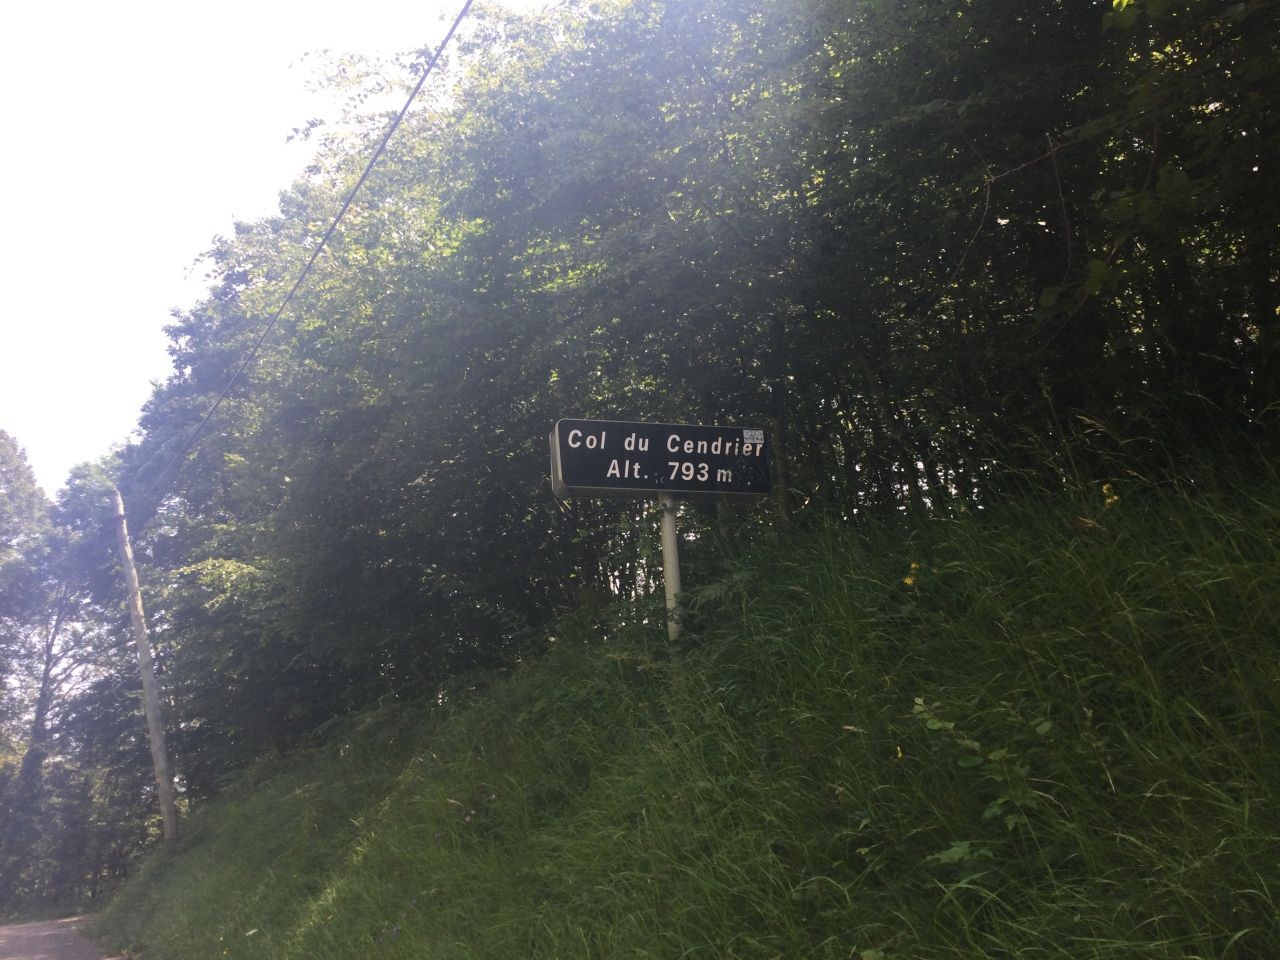 Col du Cendrier
Alt. 793 m